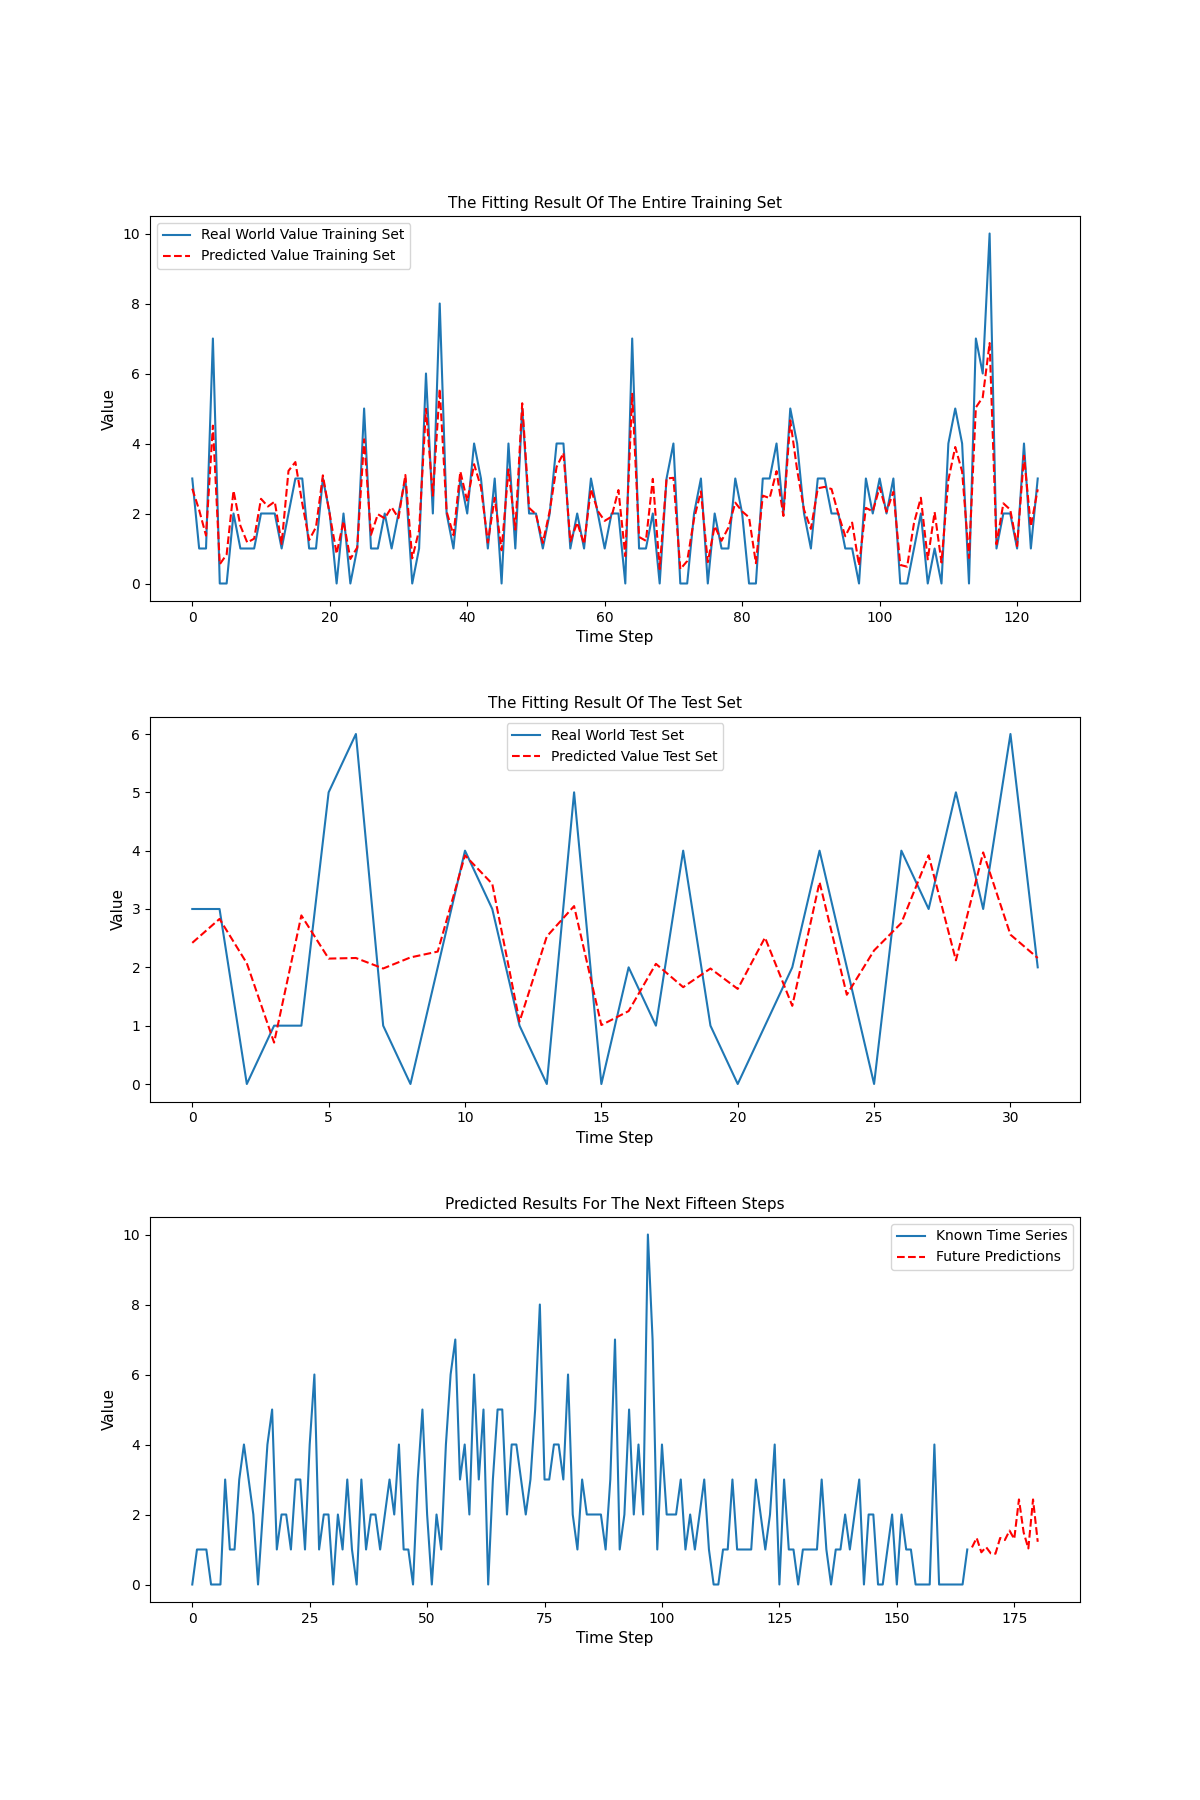 The Fitting Result Of The Entire Training Set
Real World Value Training Set
Predicted Value Training Set
Value
10
8
6
4
2
0
0 20 40 60 80 100 120
Time Step
The Fitting Result Of The Test Set
Real World Test Set
Predicted Value Test Set
Value
6
5
4
3
2
1
0
0 5 10 15 20 25 30
Time Step
Predicted Results For The Next Fifteen Steps
Known Time Series
Future Predictions
Value
10
8
6
4
2
0
0 25 50 75 100 125 150 175
Time Step